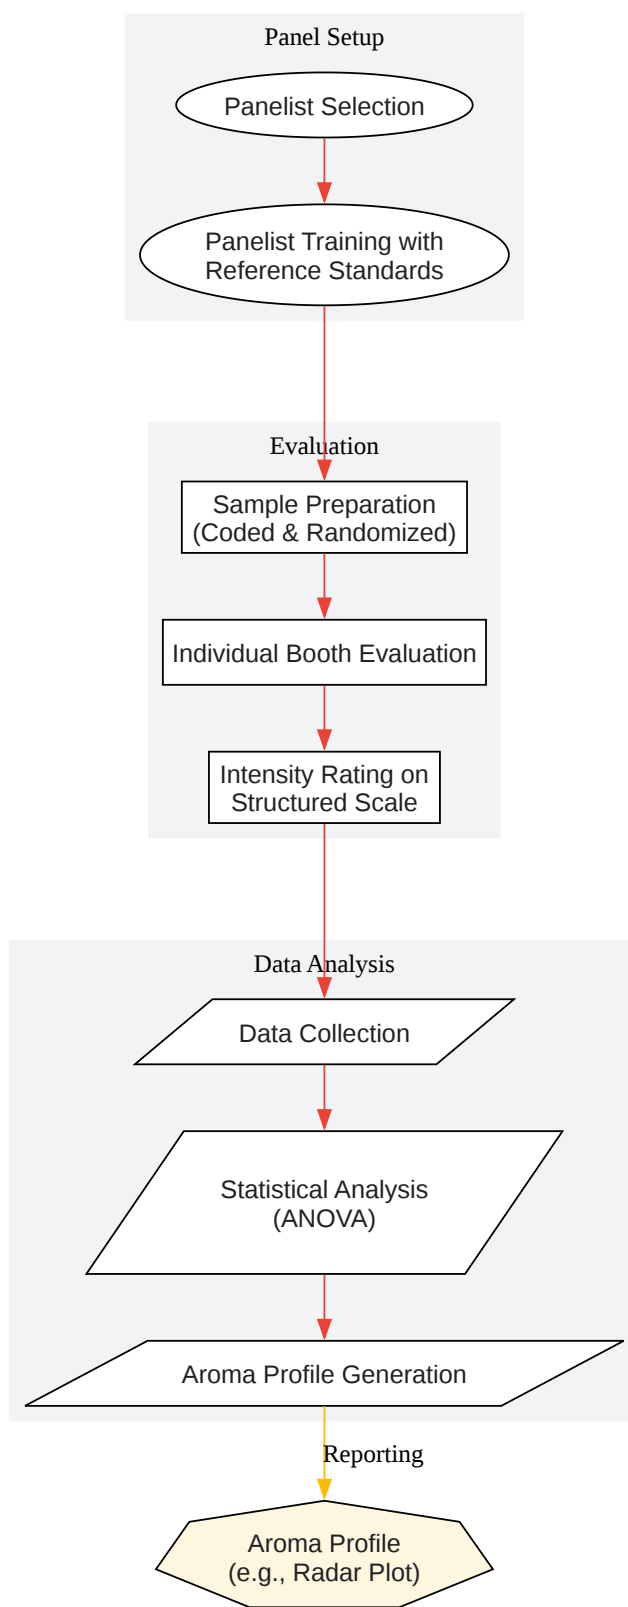 Panel Setup
Panelist Selection
Panelist Training with
Reference Standards
Evaluation
Sample Preparation
(Coded & Randomized)
Individual Booth Evaluation
Intensity Rating on
Structured Scale
Data Analysis
Data Collection
Statistical Analysis
(ANOVA)
Aroma Profile Generation
Reporting
Aroma Profile
(e.g., Radar Plot)